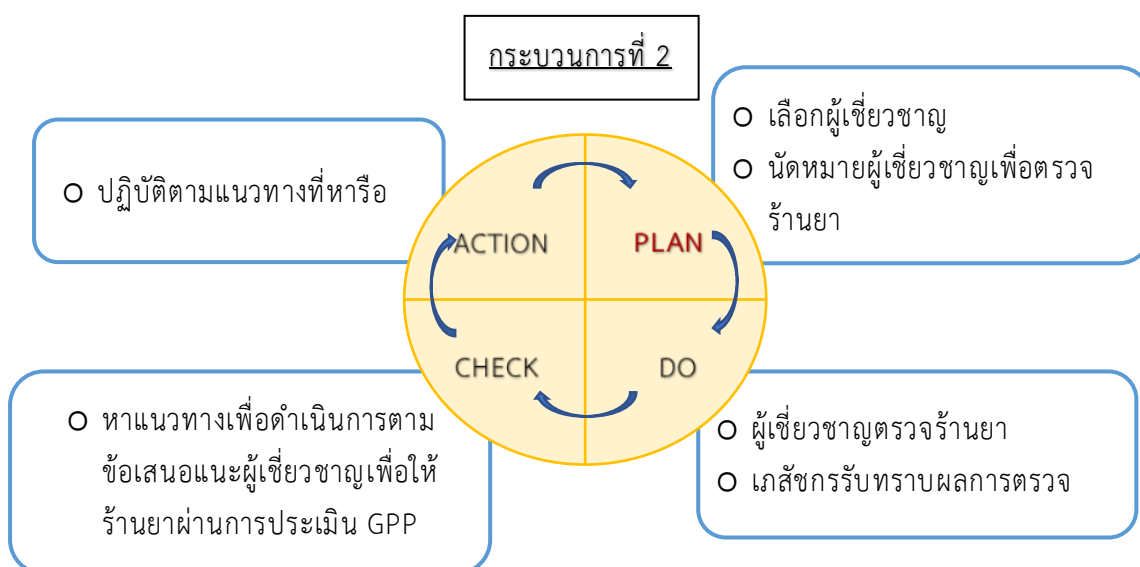 กระบวนการที่ 2
o เลือกผู้เชี่ยวชาญ
o นัดหมายผู้เชี่ยวชาญเพื่อตรวจ
ร้านยา
o ปฏิบัติตามแนวทางที่หารือ
ACTION
PLAN
CHECK
DO
o หาแนวทางเพื่อดำเนินการตาม
ข้อเสนอแนะผู้เชี่ยวชาญเพื่อให้
ร้านยาผ่านการประเมิน GPP
o ผู้เชี่ยวชาญตรวจร้านยา
o เภสัชกรรับทราบผลการตรวจ